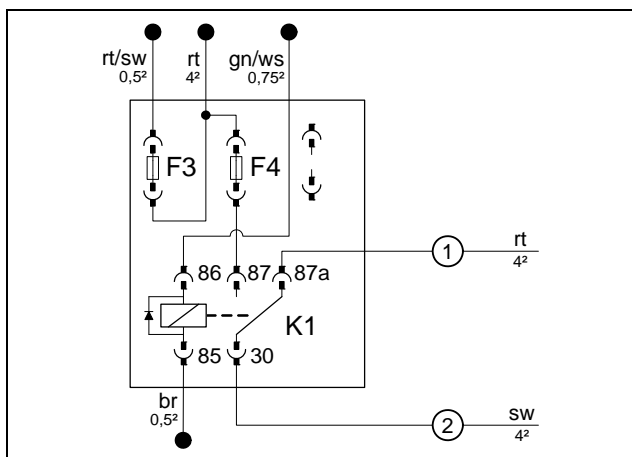 rt/sw rt gn/ws
0,5² 4² 0,75²
F3 F4
86 87 87a
1 rt
4²
K1
85 30
br
0,5²
2 sw
4²